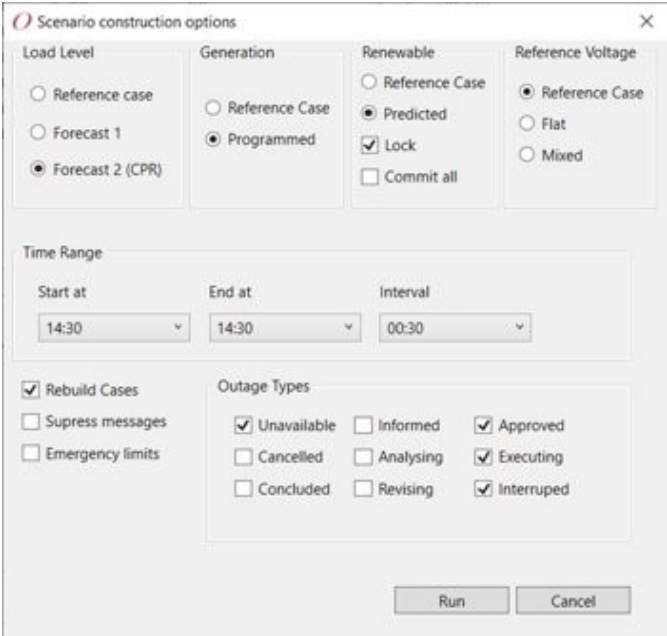 Scenario construction options
Load Level
Reference case
Forecast 1
Forecast 2 (CPR)
Generation
Reference Case
Programmed
Renewable
Reference Case
Predicted
Lock
Commit all
Reference Voltage
Reference Case
Flat
Mixed
Time Range
Start at
14:30
End at
14:30
Interval
00:30
Rebuild Cases
Supress messages
Emergency limits
Outage Types
Unavailable
Informed
Approved
Cancelled
Analysing
Executing
Concluded
Revising
Interruped
Run
Cancel